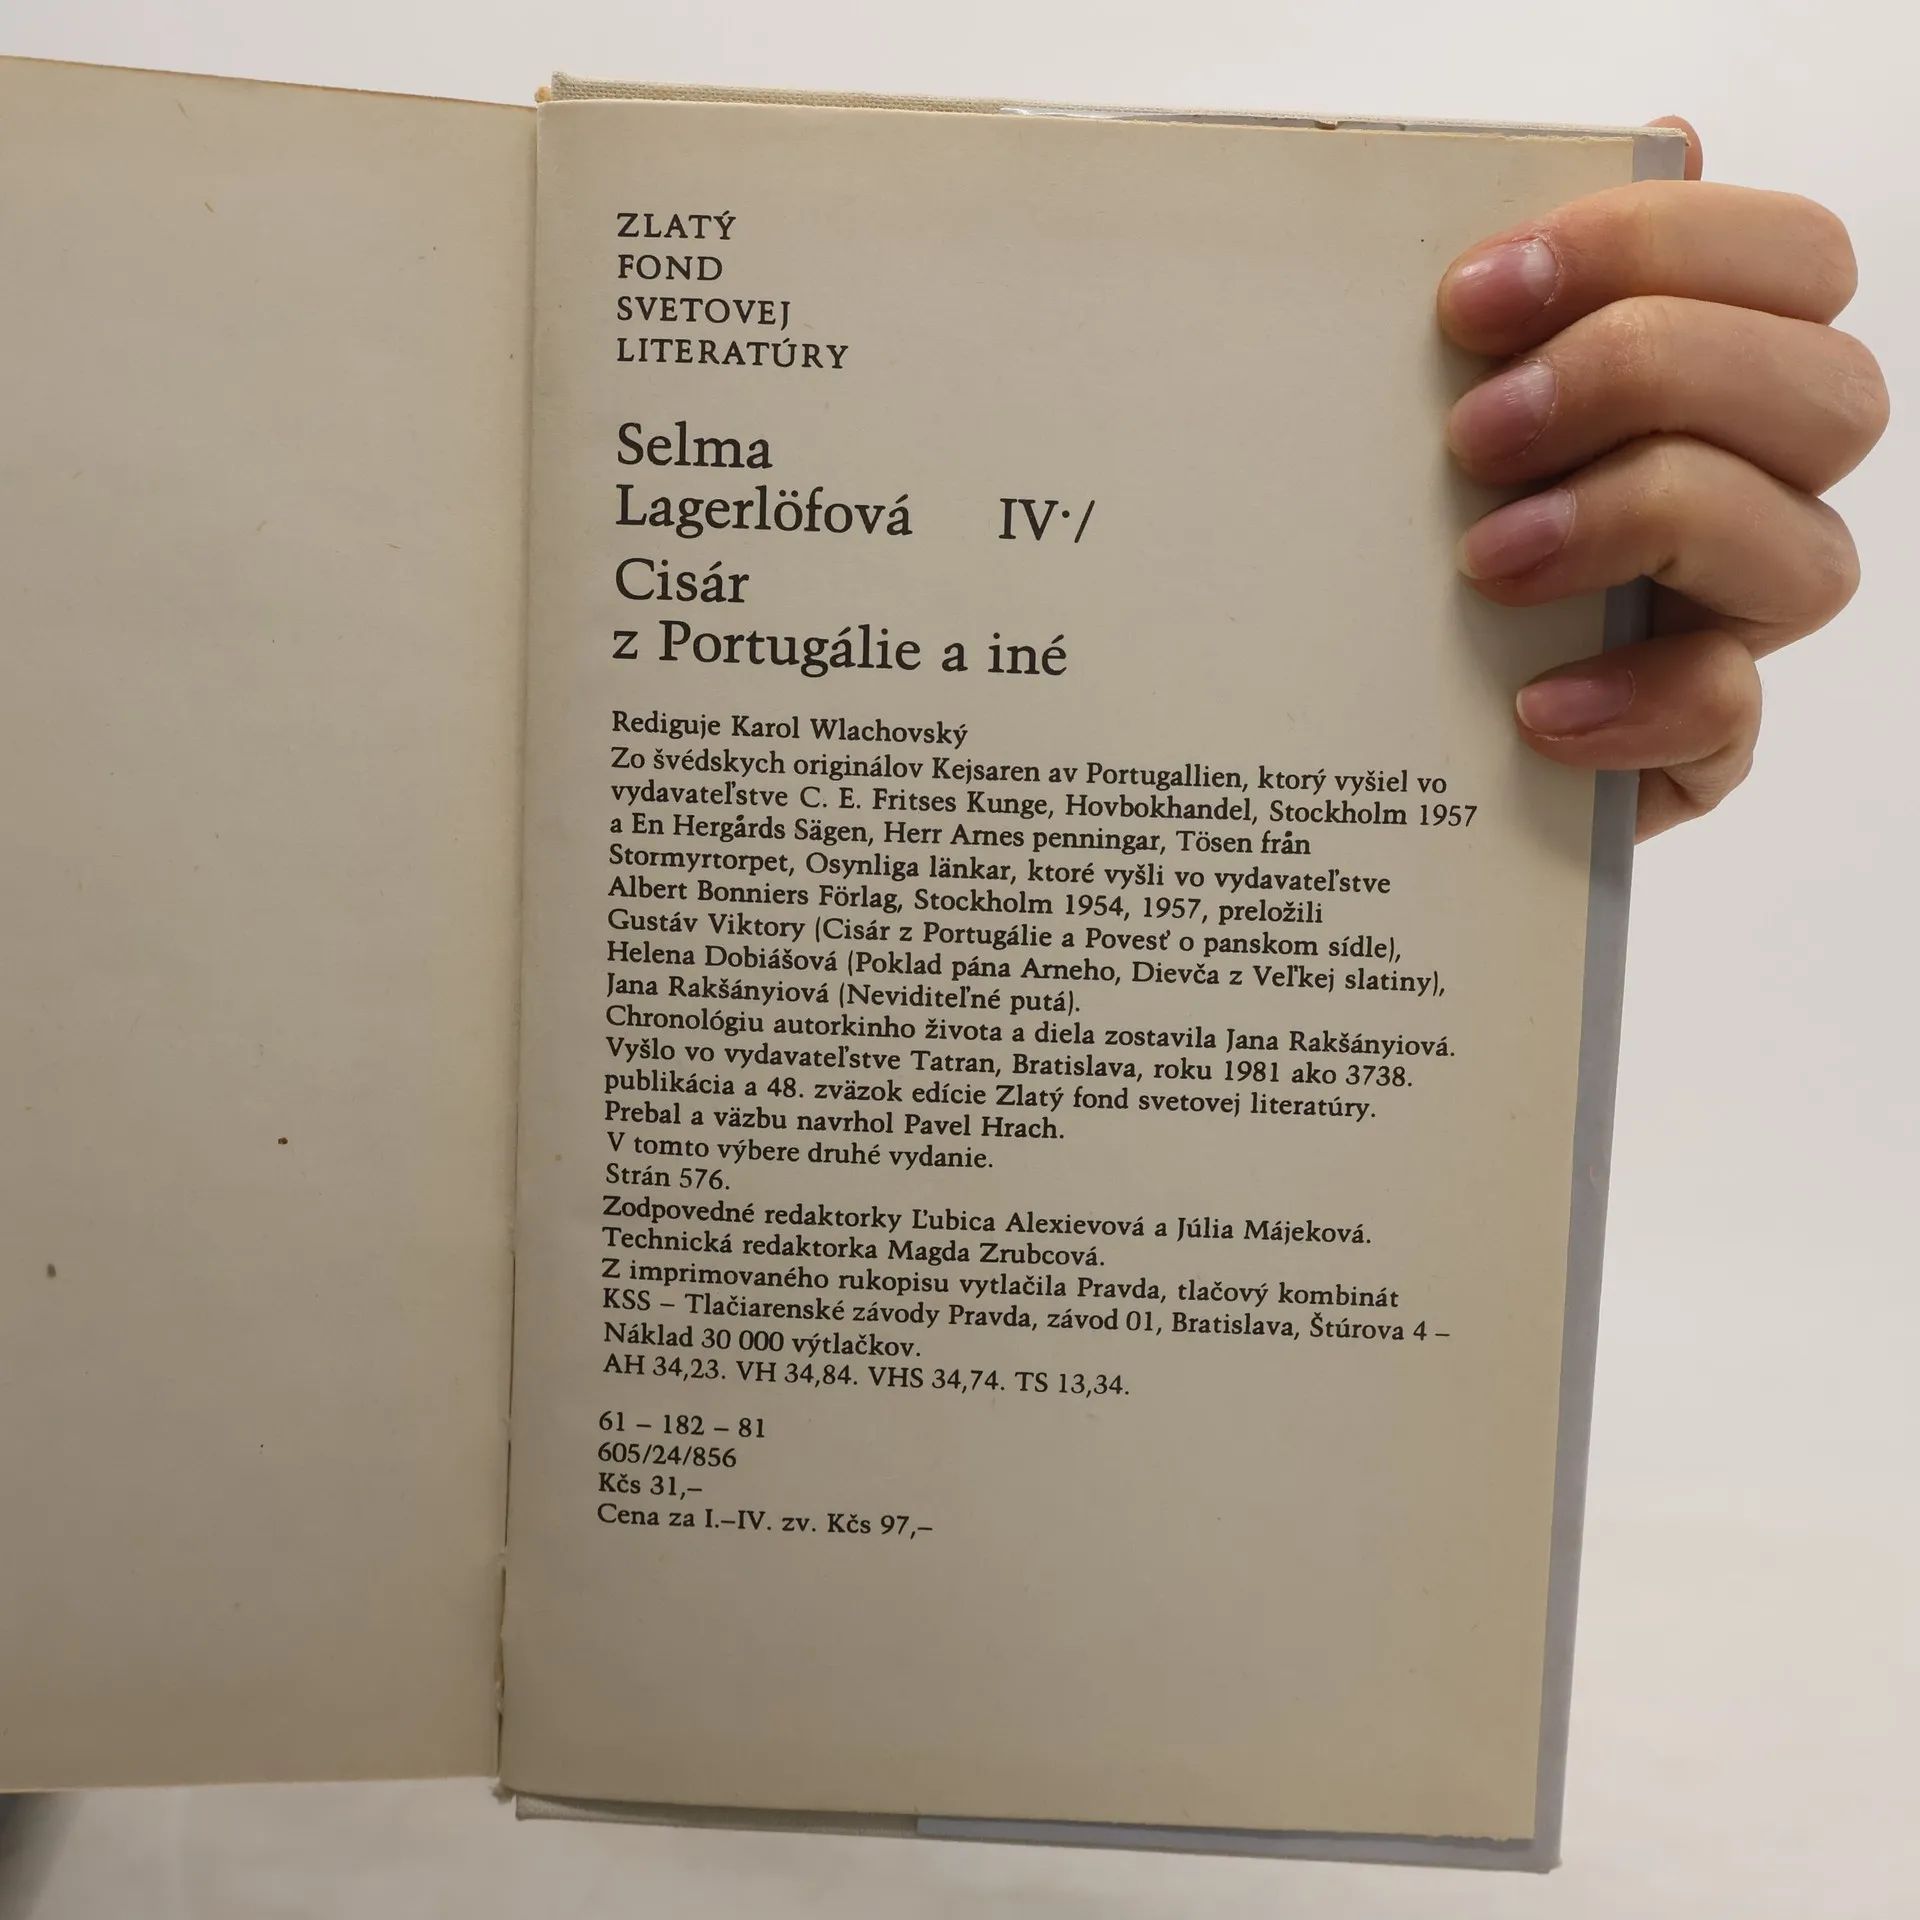 ZLATÝ
FOND
SVETOVEJ
LITERATÚRY
Selma
Lagerlöfová IV·/
Cisár
z Portugálie a iné
Rediguje Karol Wlachovský
Zo švédskych originálov Kejsaren av Portugallien, ktorý vyšiel vo
vydavateľstve C. E. Fritses Kunge, Hovbokhandel, Stockholm 1957
a En Hergårds Sägen, Herr Arnes penningar, Tösen från
Stormyrtorpet, Osynliga länkar, ktoré vyšli vo vydavateľstve
Albert Bonniers Förlag, Stockholm 1954, 1957, preložili
Gustáv Viktory (Cisár z Portugálie a Povesť o panskom sídle),
Helena Dobiášová (Poklad pána Arneho, Dievča z Veľkej slatiny),
Jana Rakšányiová (Neviditeľné putá).
Chronológiu autorkinho života a diela zostavila Jana Rakšányiová.
Vyšlo vo vydavateľstve Tatran, Bratislava, roku 1981 ako 3738.
publikácia a 48. zväzok edície Zlatý fond svetovej literatúry.
Prebal a väzbu navrhol Pavel Hrach.
V tomto výbere druhé vydanie.
Strán 576.
Zodpovedné redaktorky Ľubica Alexievová a Júlia Májeková.
Technická redaktorka Magda Zrubcová.
Z imprimovaného rukopisu vytlačila Pravda, tlačový kombinát
KSS – Tlačiarenské závody Pravda, závod 01, Bratislava, Štúrova 4 –
Náklad 30 000 výtlačkov.
AH 34,23. VH 34,84. VHS 34,74. TS 13,34.
61 – 182 – 81
605/24/856
Kčs 31,–
Cena za I.–IV. zv. Kčs 97,–